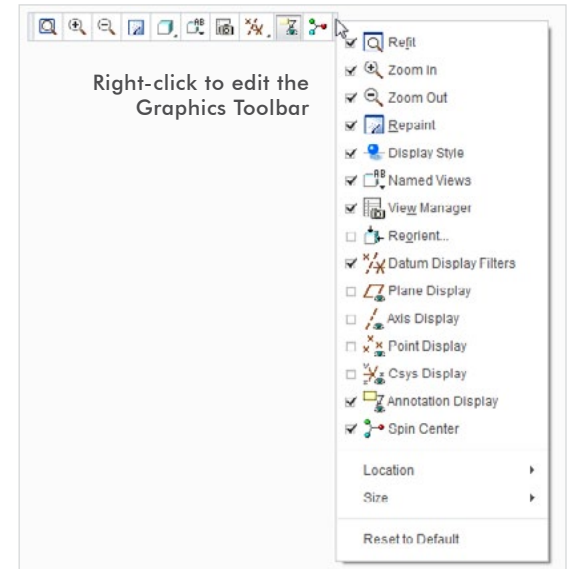 Right-click to edit the
Graphics Toolbar
Refit
Zoom In
Zoom Out
Repaint
Display Style
Named Views
View Manager
Reorient...
Datum Display Filters
Plane Display
Axis Display
Point Display
Csys Display
Annotation Display
Spin Center
Location
Size
Reset to Default